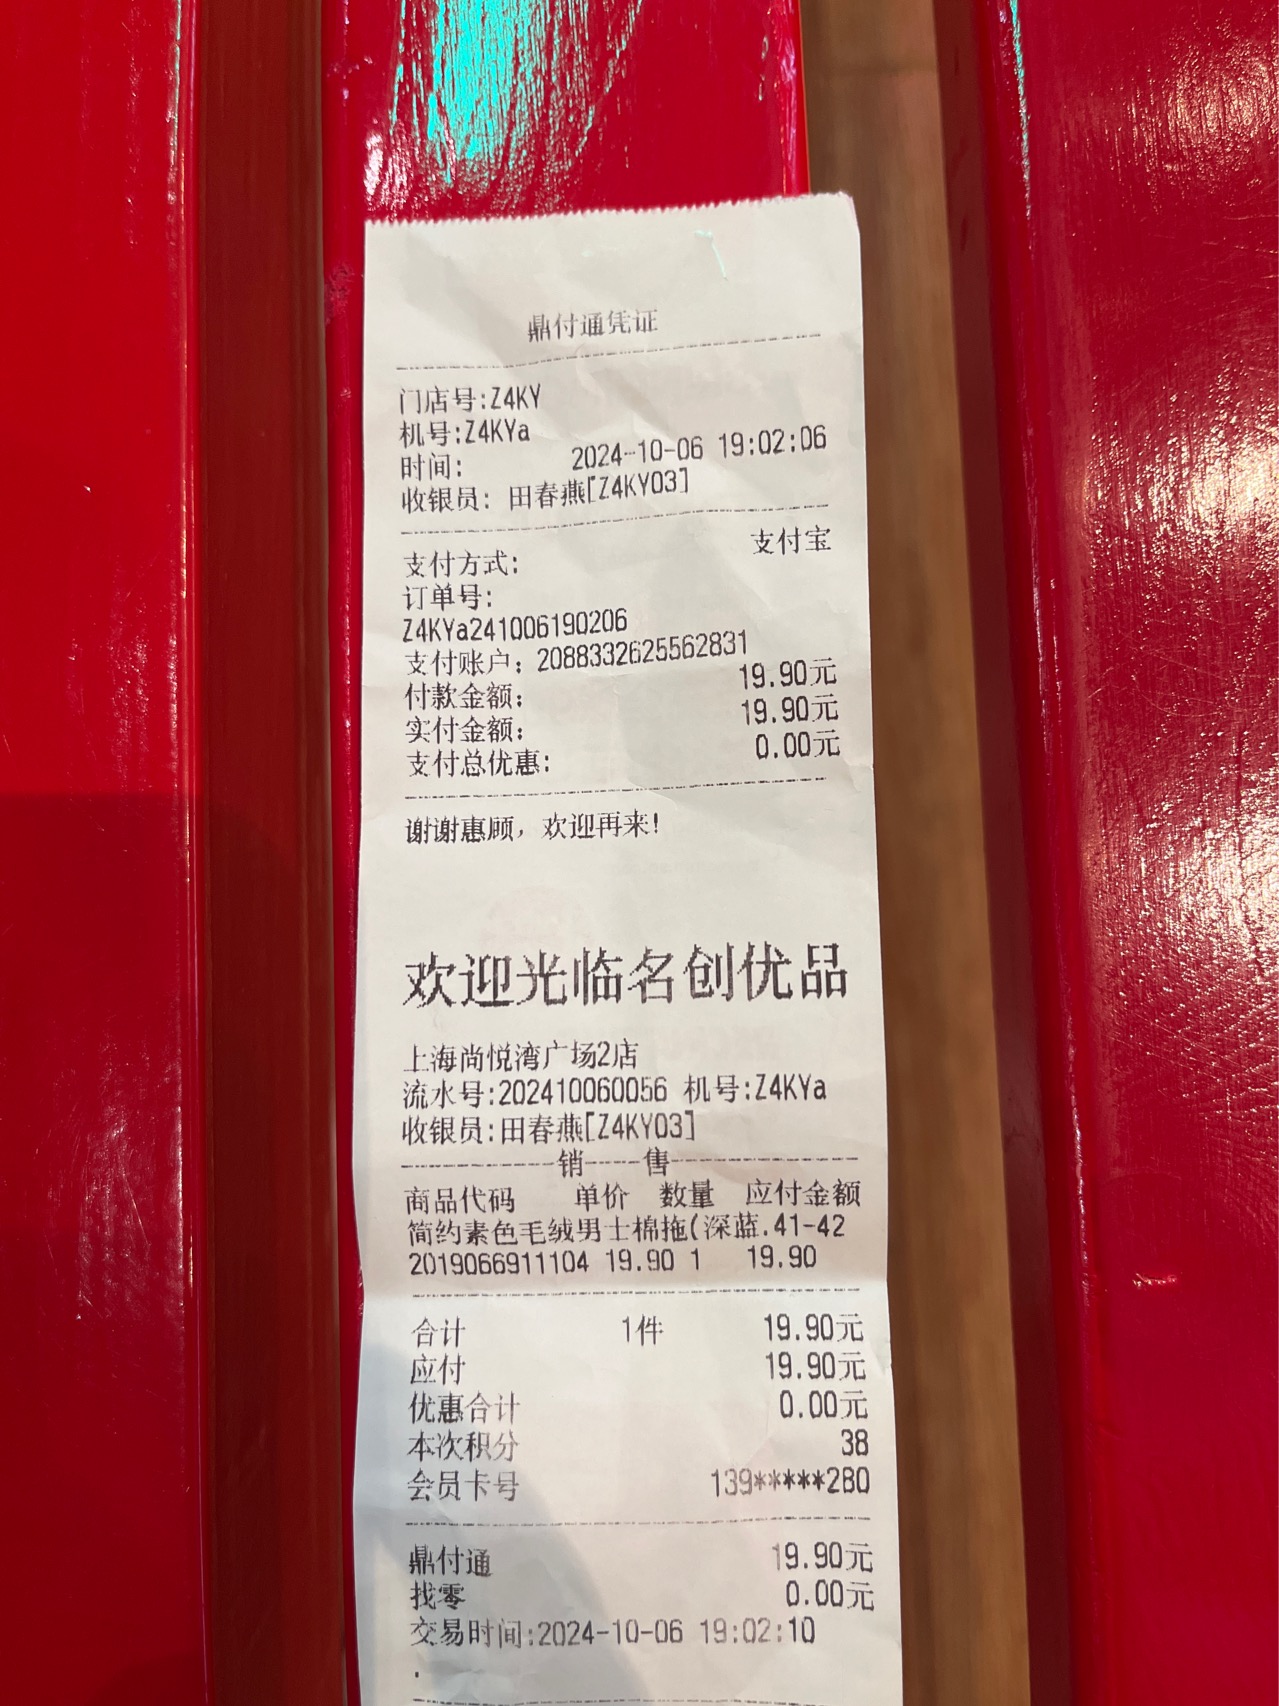 鼎付通凭证
门店号:Z4KY
机号:Z4KYa
时间: 2024-10-06 19:02:06
收银员: 田春燕[Z4KY03]
支付方式: 支付宝
订单号:
Z4KYa241006190206
支付账户: 2088332625562831
付款金额: 19.90元
实付金额: 19.90元
支付总优惠: 0.00元
谢谢惠顾，欢迎再来!
欢迎光临名创优品
上海尚悦湾广场2店
流水号:202410060056 机号:Z4KYa
收银员:田春燕[Z4KY03]
销----售
商品代码 单价 数量 应付金额
简约素色毛绒男士棉拖(深蓝.41-42
2019066911104 19.90 1 19.90
合计 1件 19.90元
应付 19.90元
优惠合计 0.00元
本次积分 38
会员卡号 139*****280
鼎付通 19.90元
找零 0.00元
交易时间:2024-10-06 19:02:10
.